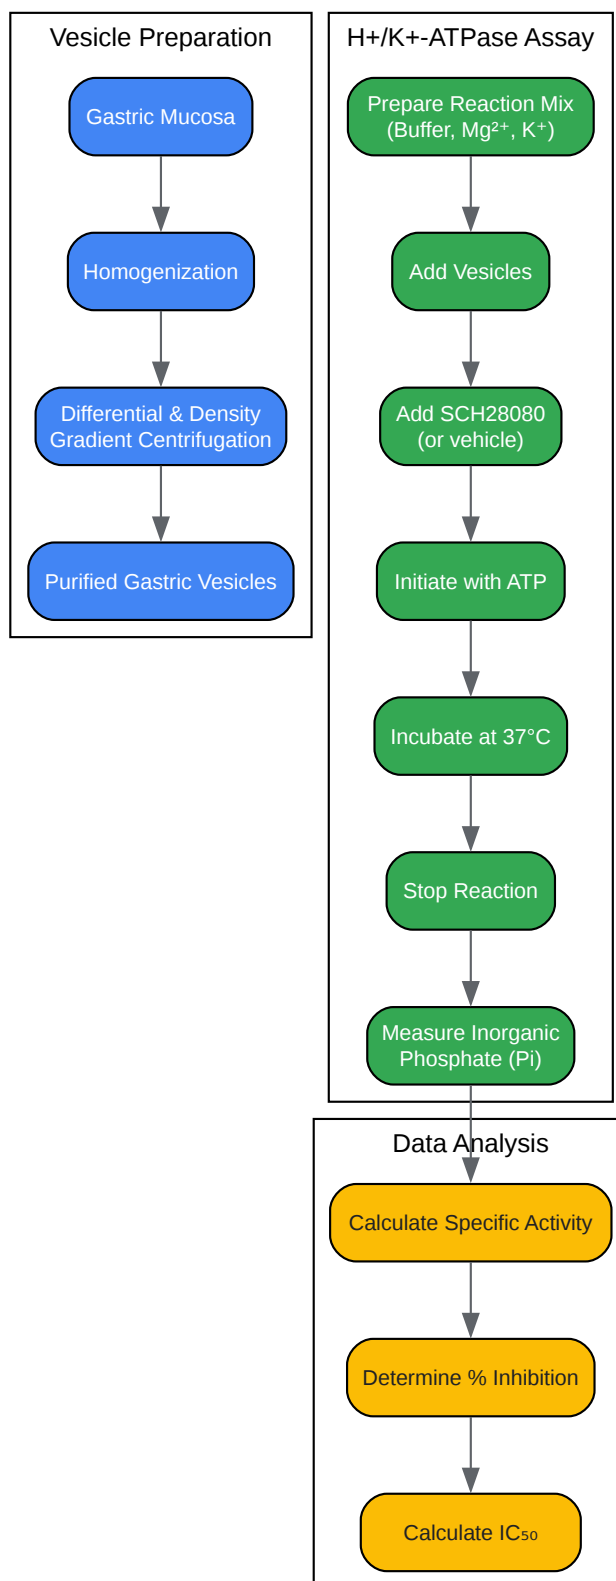 Vesicle Preparation
Gastric Mucosa
Homogenization
Differential & Density
Gradient Centrifugation
Purified Gastric Vesicles
H+/K+-ATPase Assay
Prepare Reaction Mix
(Buffer, Mg²⁺, K⁺)
Add Vesicles
Add SCH28080
(or vehicle)
Initiate with ATP
Incubate at 37°C
Stop Reaction
Measure Inorganic
Phosphate (Pi)
Data Analysis
Calculate Specific Activity
Determine % Inhibition
Calculate IC₅₀